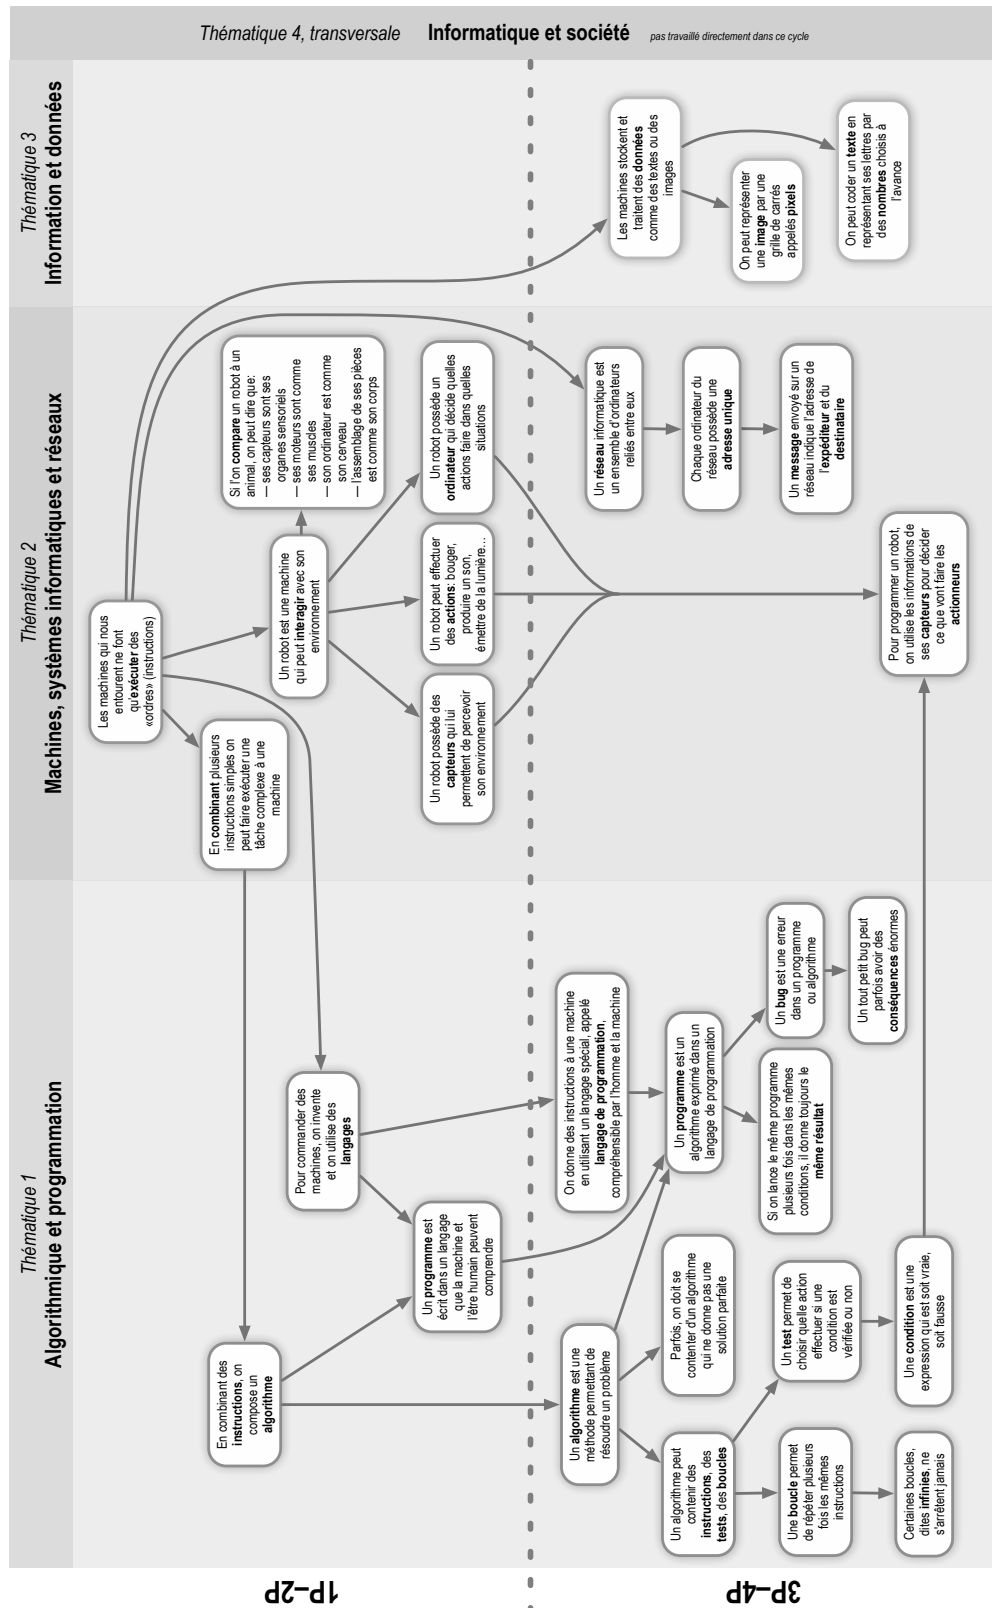 Thématique 4, transversale Informatique et société pas travaillé directement dans ce cycle
Thématique 1
Algorithmique et programmation
Thématique 2
Machines, systèmes informatiques et réseaux
Thématique 3
Information et données
1P–2P
Les machines qui nous
entourent ne font
qu'exécuter des
«ordres» (instructions)
En combinant plusieurs
instructions simples on
peut faire exécuter une
tâche complexe à une
machine
En combinant des
instructions, on
compose un
algorithme
Pour commander des
machines, on invente
et on utilise des
langages
Un programme est
écrit dans un langage
que la machine et
l'être humain peuvent
comprendre
Un robot est une machine
qui peut interagir avec son
environnement
Si l'on compare un robot à un
animal, on peut dire que:
— ses capteurs sont ses
organes sensoriels
— ses moteurs sont comme
ses muscles
— son ordinateur est comme
son cerveau
— l'assemblage de ses pièces
est comme son corps
Un robot possède des
capteurs qui lui
permettent de percevoir
son environnement
Un robot peut effectuer
des actions: bouger,
produire un son,
émettre de la lumière…
Un robot possède un
ordinateur qui décide quelles
actions faire dans quelles
situations
3P–4P
Un algorithme est une
méthode permettant de
résoudre un problème
Un algorithme peut
contenir des
instructions, des
tests, des boucles
Parfois, on doit se
contenter d'un algorithme
qui ne donne pas une
solution parfaite
Une boucle permet
de répéter plusieurs
fois les mêmes
instructions
Certaines boucles,
dites infinies, ne
s'arrêtent jamais
Un test permet de
choisir quelle action
effectuer si une
condition est
vérifiée ou non
Une condition est une
expression qui est soit vraie,
soit fausse
On donne des instructions à une machine
en utilisant un langage spécial, appelé
langage de programmation,
compréhensible par l'homme et la machine
Un programme est un
algorithme exprimé dans un
langage de programmation
Si on lance le même programme
plusieurs fois dans les mêmes
conditions, il donne toujours le
même résultat
Un bug est une erreur
dans un programme
ou algorithme
Un tout petit bug peut
parfois avoir des
conséquences énormes
Pour programmer un robot,
on utilise les informations de
ses capteurs pour décider
ce que vont faire les
actionneurs
Un réseau informatique est
un ensemble d'ordinateurs
reliés entre eux
Chaque ordinateur du
réseau possède une
adresse unique
Un message envoyé sur un
réseau indique l'adresse de
l'expéditeur et du
destinataire
Les machines stockent et
traitent des données
comme des textes ou des
images
On peut représenter
une image par une
grille de carrés
appelés pixels
On peut coder un texte en
représentant ses lettres par
des nombres choisis à
l'avance